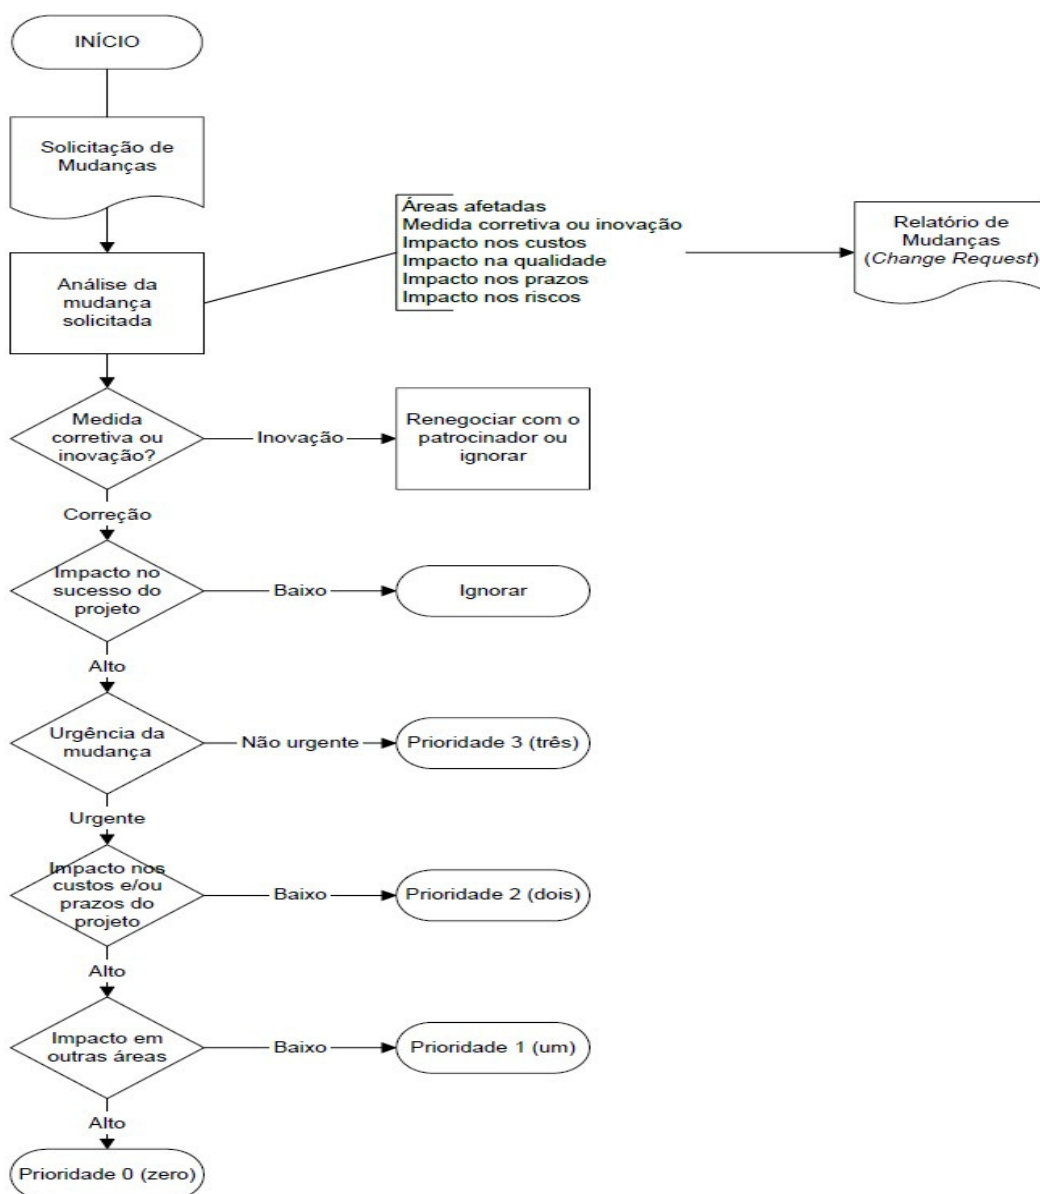 INÍCIO
Solicitação de
Mudanças
Áreas afetadas
Medida corretiva ou inovação
Impacto nos custos
Impacto na qualidade
Impacto nos prazos
Impacto nos riscos
Relatório de
Mudanças
(Change Request)
Análise da
mudança
solicitada
Medida
corretiva ou
inovação?
Inovação
Renegociar com o
patrocinador ou
ignorar
Correção
Impacto no
sucesso do
projeto
Baixo
Ignorar
Alto
Urgência da
mudança
Não urgente
Prioridade 3 (três)
Urgente
Impacto nos
custos e/ou
prazos do
projeto
Baixo
Prioridade 2 (dois)
Alto
Impacto em
outras áreas
Baixo
Prioridade 1 (um)
Alto
Prioridade 0 (zero)